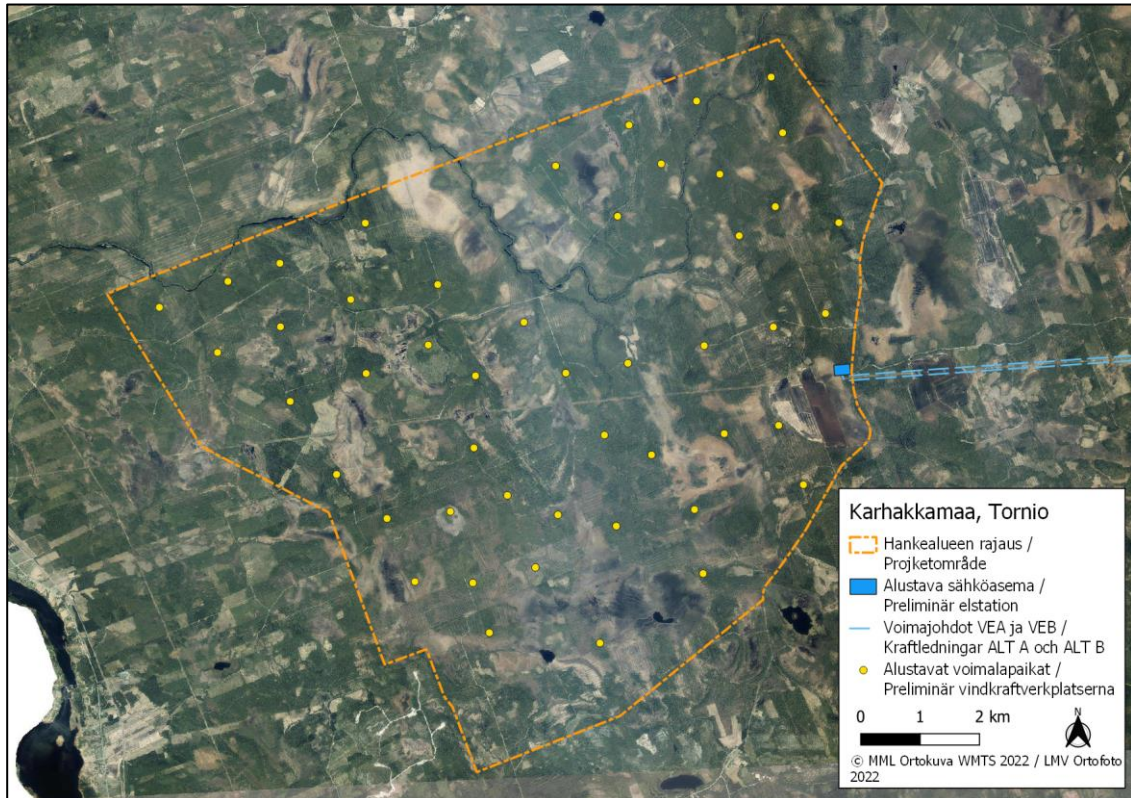 Karhakkamaa, Tornio
Hankealueen rajaus /
Projketområde
Alustava sähköasema /
Preliminär elstation
Voimajohdot VEA ja VEB /
Kraftledningar ALT A och ALT B
Alustavat voimalapaikat /
Preliminär vindkraftverkplatserna
0 1 2 km
N
© MML Ortokuva WMTS 2022 / LMV Ortofoto
2022